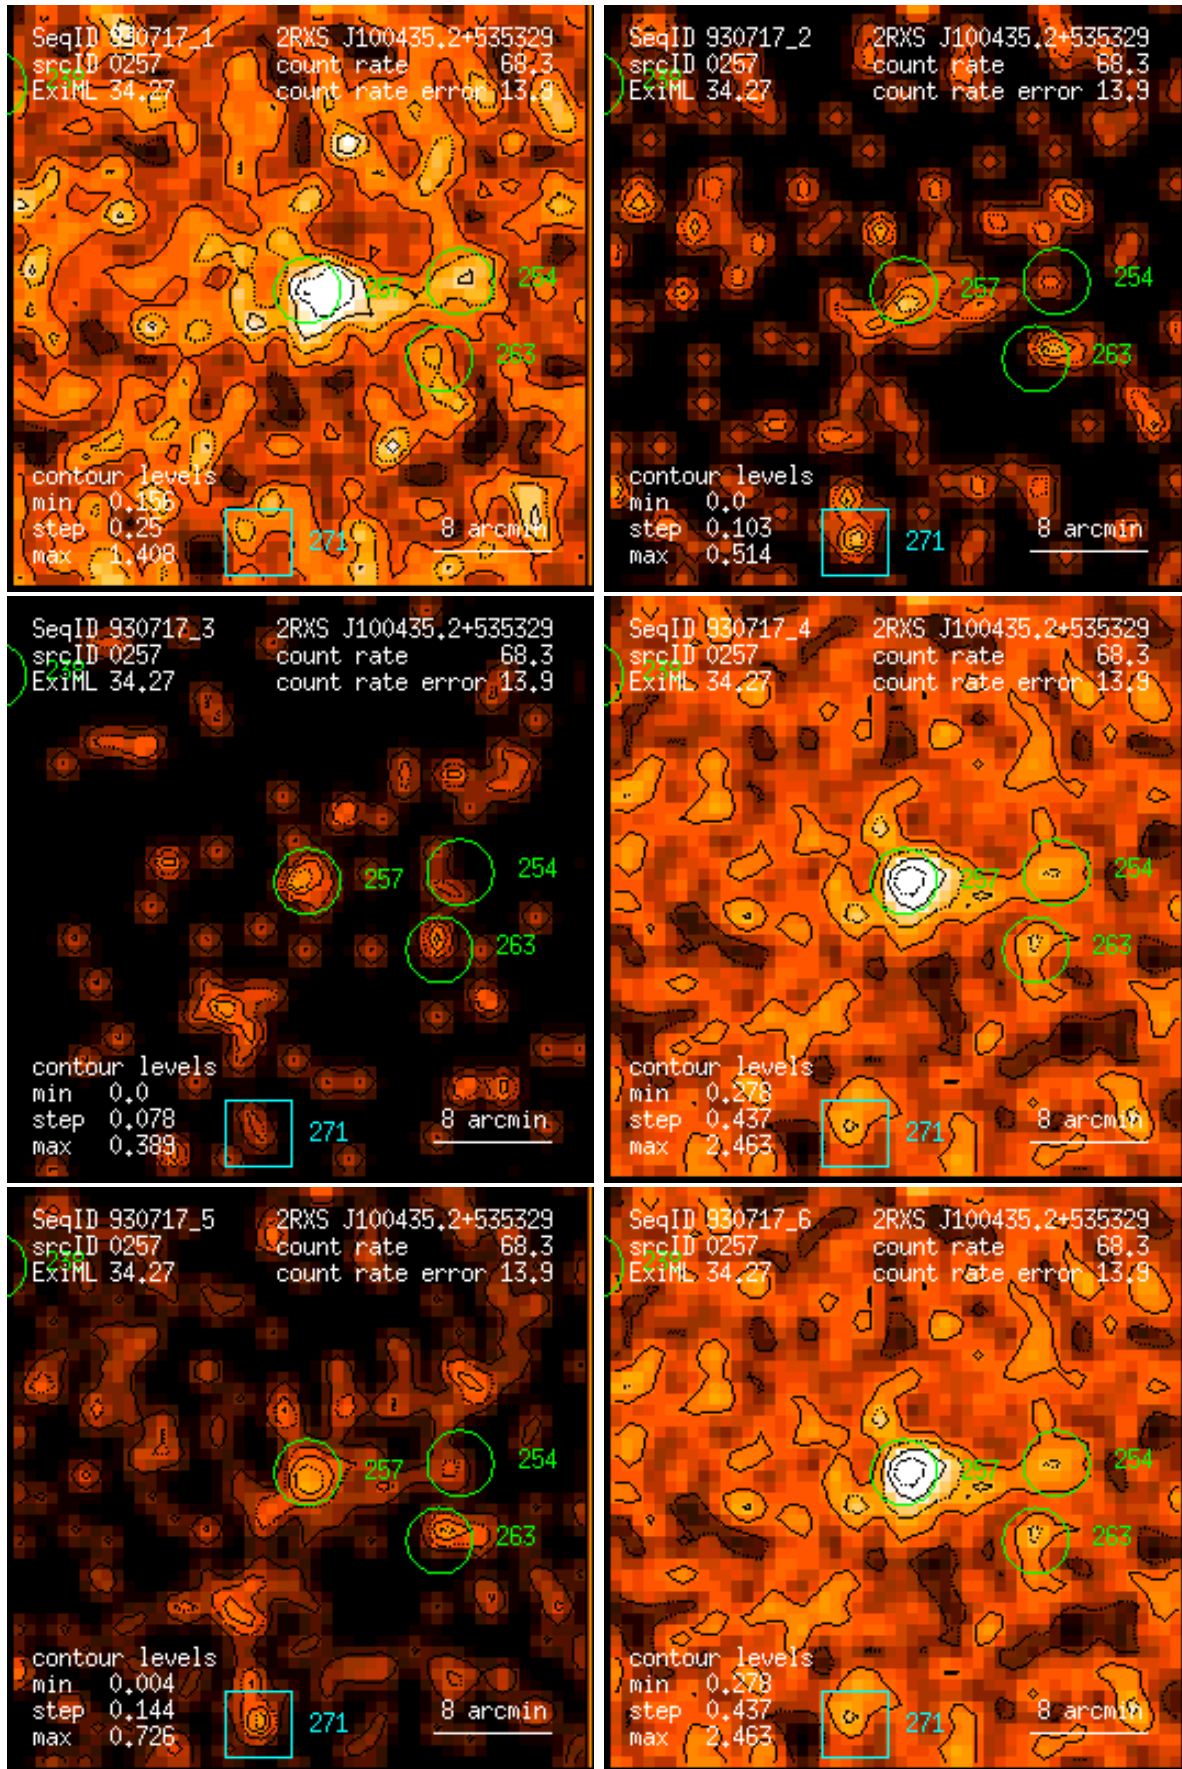 SeqID 930717_1 2RXS J100435.2+535329
srcID 0257 count rate 68.3
238
ExiML 34.27 count rate error 13.9
257
254
263
contour levels
min 0.156
step 0.25
max 1.408
271
8 arcmin
SeqID 930717_2 2RXS J100435.2+535329
srcID 0257 count rate 68.3
238
ExiML 34.27 count rate error 13.9
257
254
263
contour levels
min 0.0
step 0.103
max 0.514
271
8 arcmin
SeqID 930717_3 2RXS J100435.2+535329
srcID 0257 count rate 68.3
238
ExiML 34.27 count rate error 13.9
257
254
263
contour levels
min 0.0
step 0.078
max 0.389
271
8 arcmin
SeqID 930717_4 2RXS J100435.2+535329
srcID 0257 count rate 68.3
238
ExiML 34.27 count rate error 13.9
257
254
263
contour levels
min 0.278
step 0.437
max 2.463
271
8 arcmin
SeqID 930717_5 2RXS J100435.2+535329
srcID 0257 count rate 68.3
238
ExiML 34.27 count rate error 13.9
257
254
263
contour levels
min 0.004
step 0.144
max 0.726
271
8 arcmin
SeqID 930717_6 2RXS J100435.2+535329
srcID 0257 count rate 68.3
238
ExiML 34.27 count rate error 13.9
257
254
263
contour levels
min 0.278
step 0.437
max 2.463
271
8 arcmin